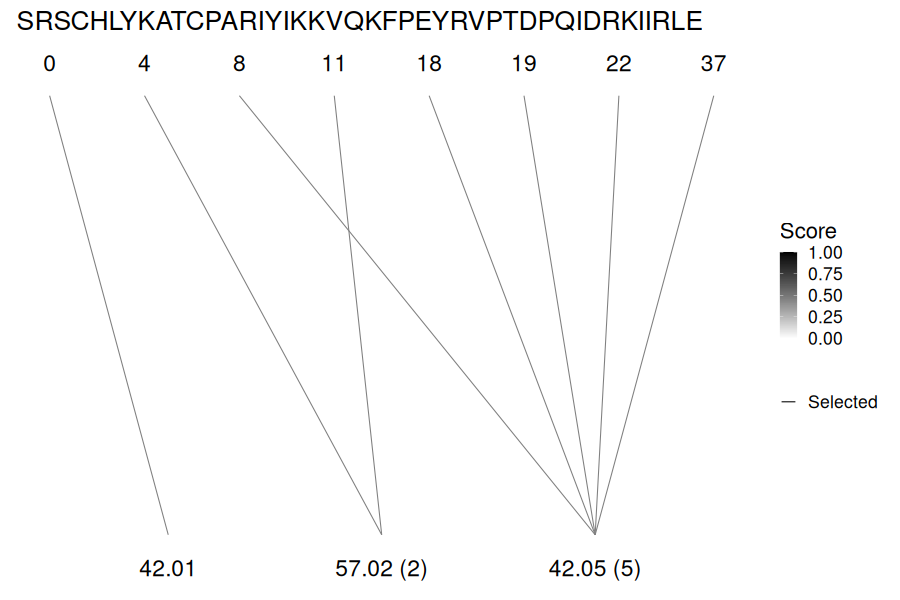 SRSCHLYKATCPARIYIKKVQKFPEYRVPTDPQIDRKIIRLE
0 4 8 11 18 19 22 37
Score
1.00
0.75
0.50
0.25
0.00
Selected
42.01 57.02 (2) 42.05 (5)